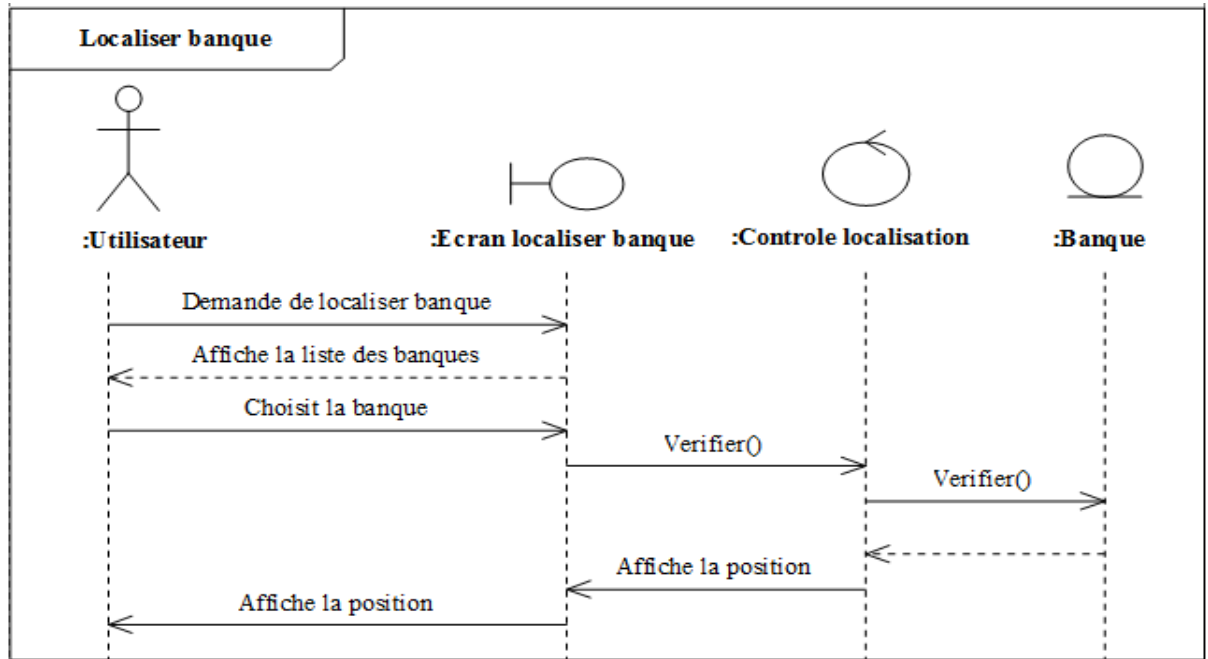 Localiser banque
:Utilisateur
:Ecran localiser banque
:Controle localisation
:Banque
Demande de localiser banque
Affiche la liste des banques
Choisit la banque
Verifier()
Verifier()
Affiche la position
Affiche la position